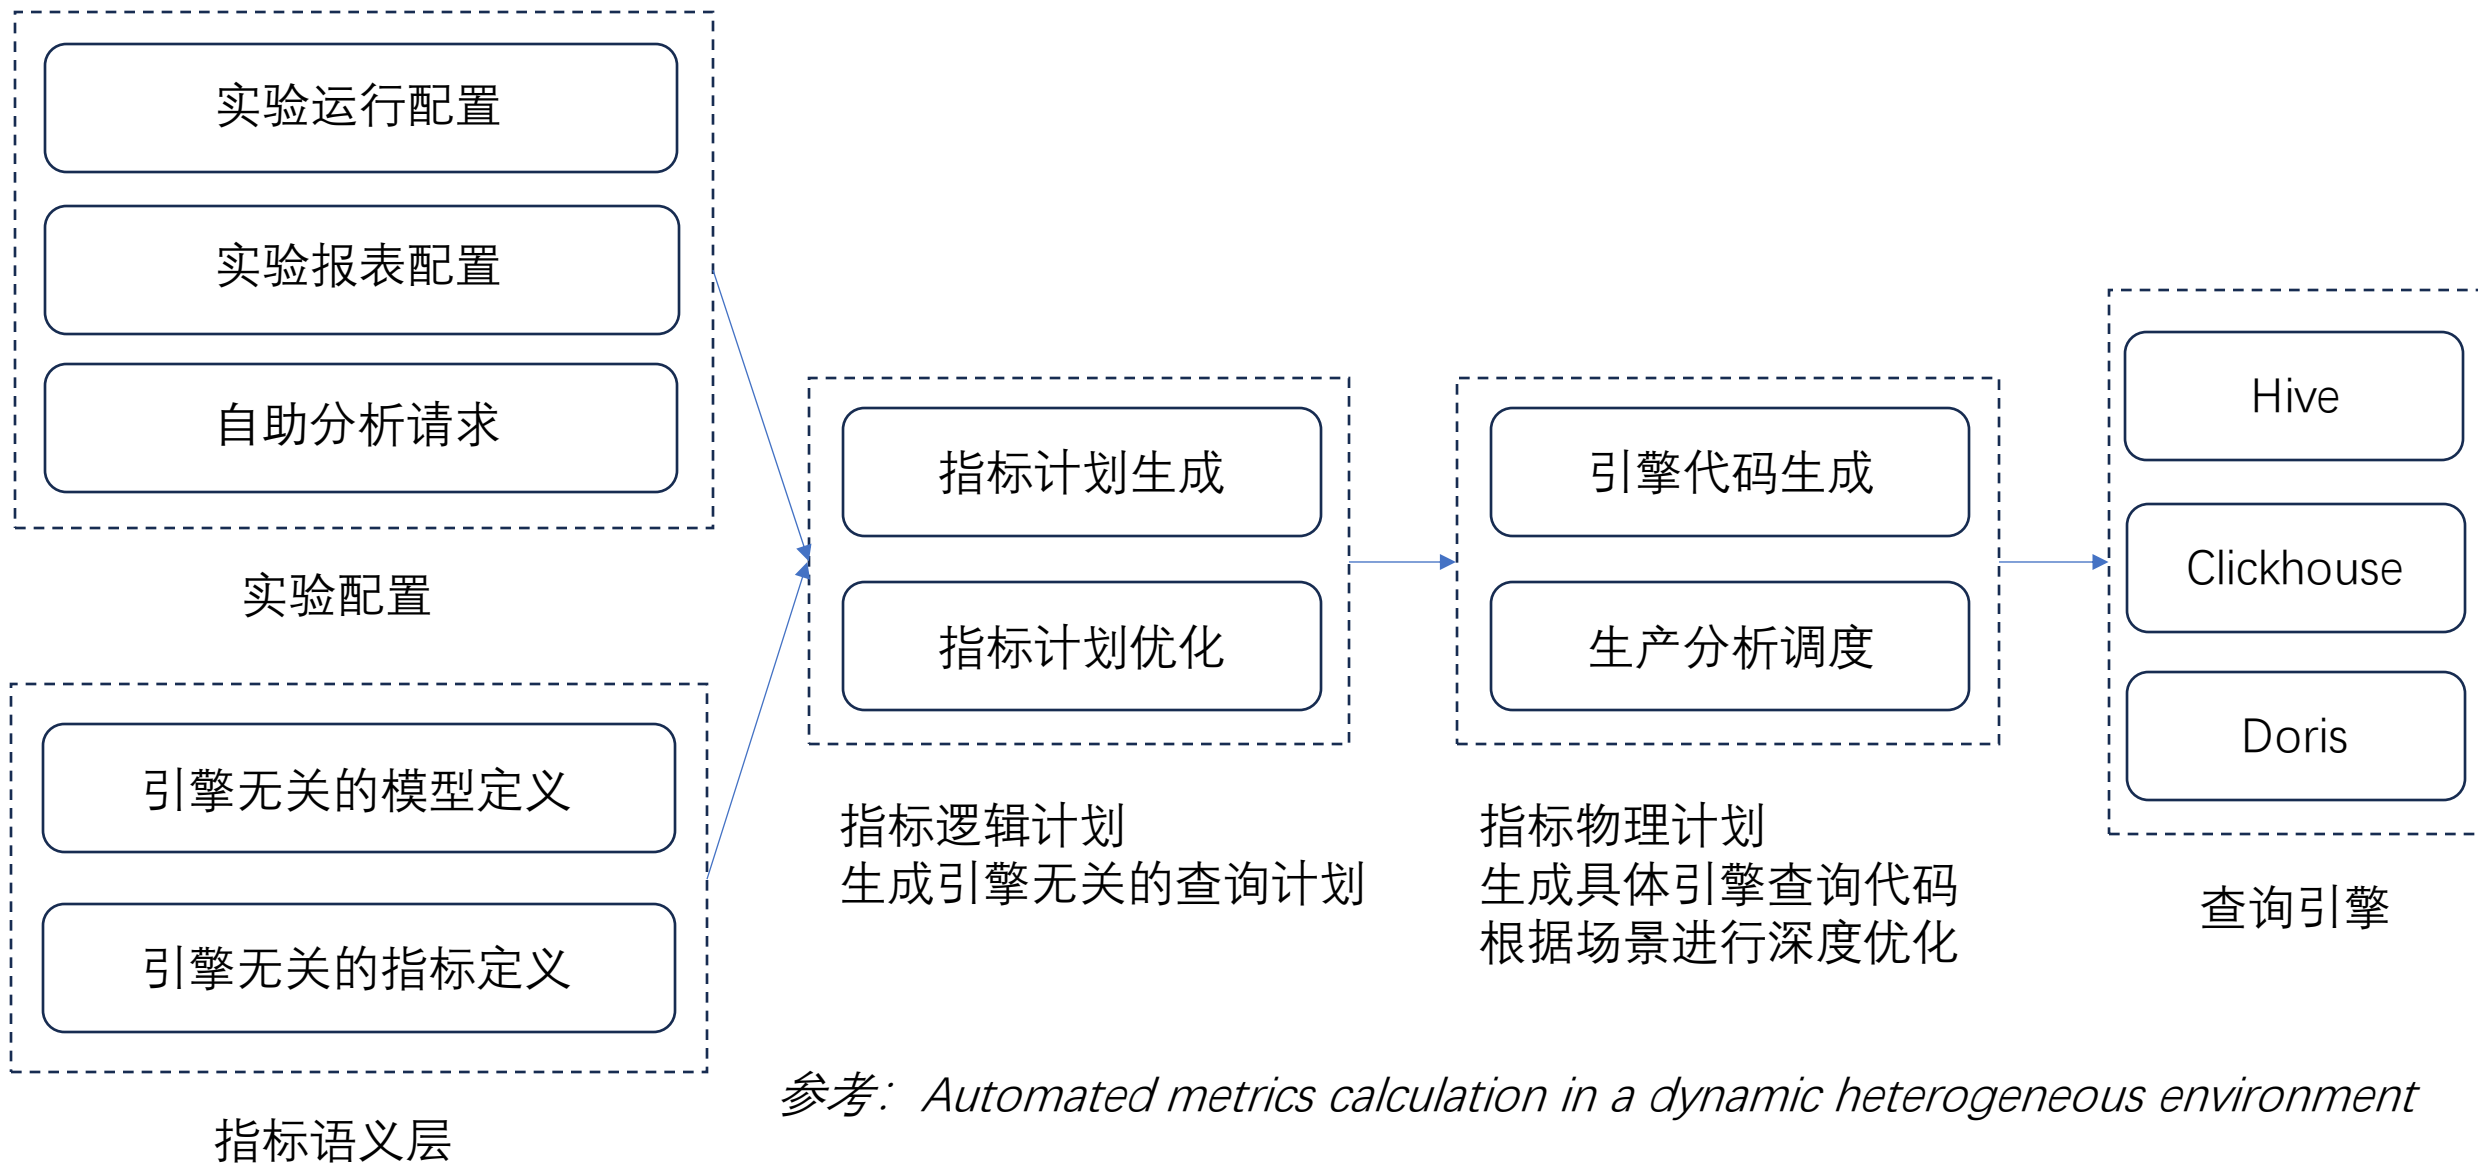 实验运行配置
实验报表配置
自助分析请求
实验配置
引擎无关的模型定义
引擎无关的指标定义
指标语义层
指标计划生成
指标计划优化
指标逻辑计划
生成引擎无关的查询计划
引擎代码生成
生产分析调度
指标物理计划
生成具体引擎查询代码
根据场景进行深度优化
Hive
Clickhouse
Doris
查询引擎
参考：Automated metrics calculation in a dynamic heterogeneous environment